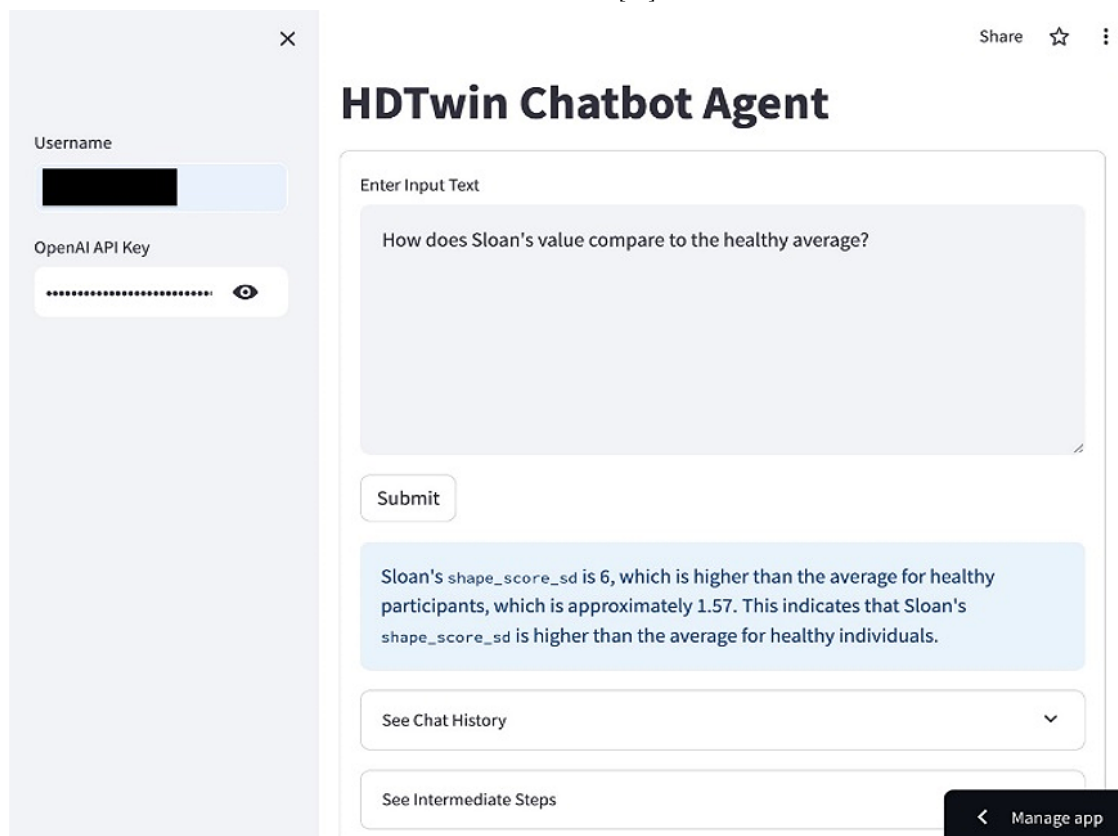 Share
HDTwin Chatbot Agent
Username
OpenAI API Key
Enter Input Text
How does Sloan's value compare to the healthy average?
Submit
Sloan's shape_score_sd is 6, which is higher than the average for healthy
participants, which is approximately 1.57. This indicates that Sloan's
shape_score_sd is higher than the average for healthy individuals.
See Chat History
See Intermediate Steps
Manage app